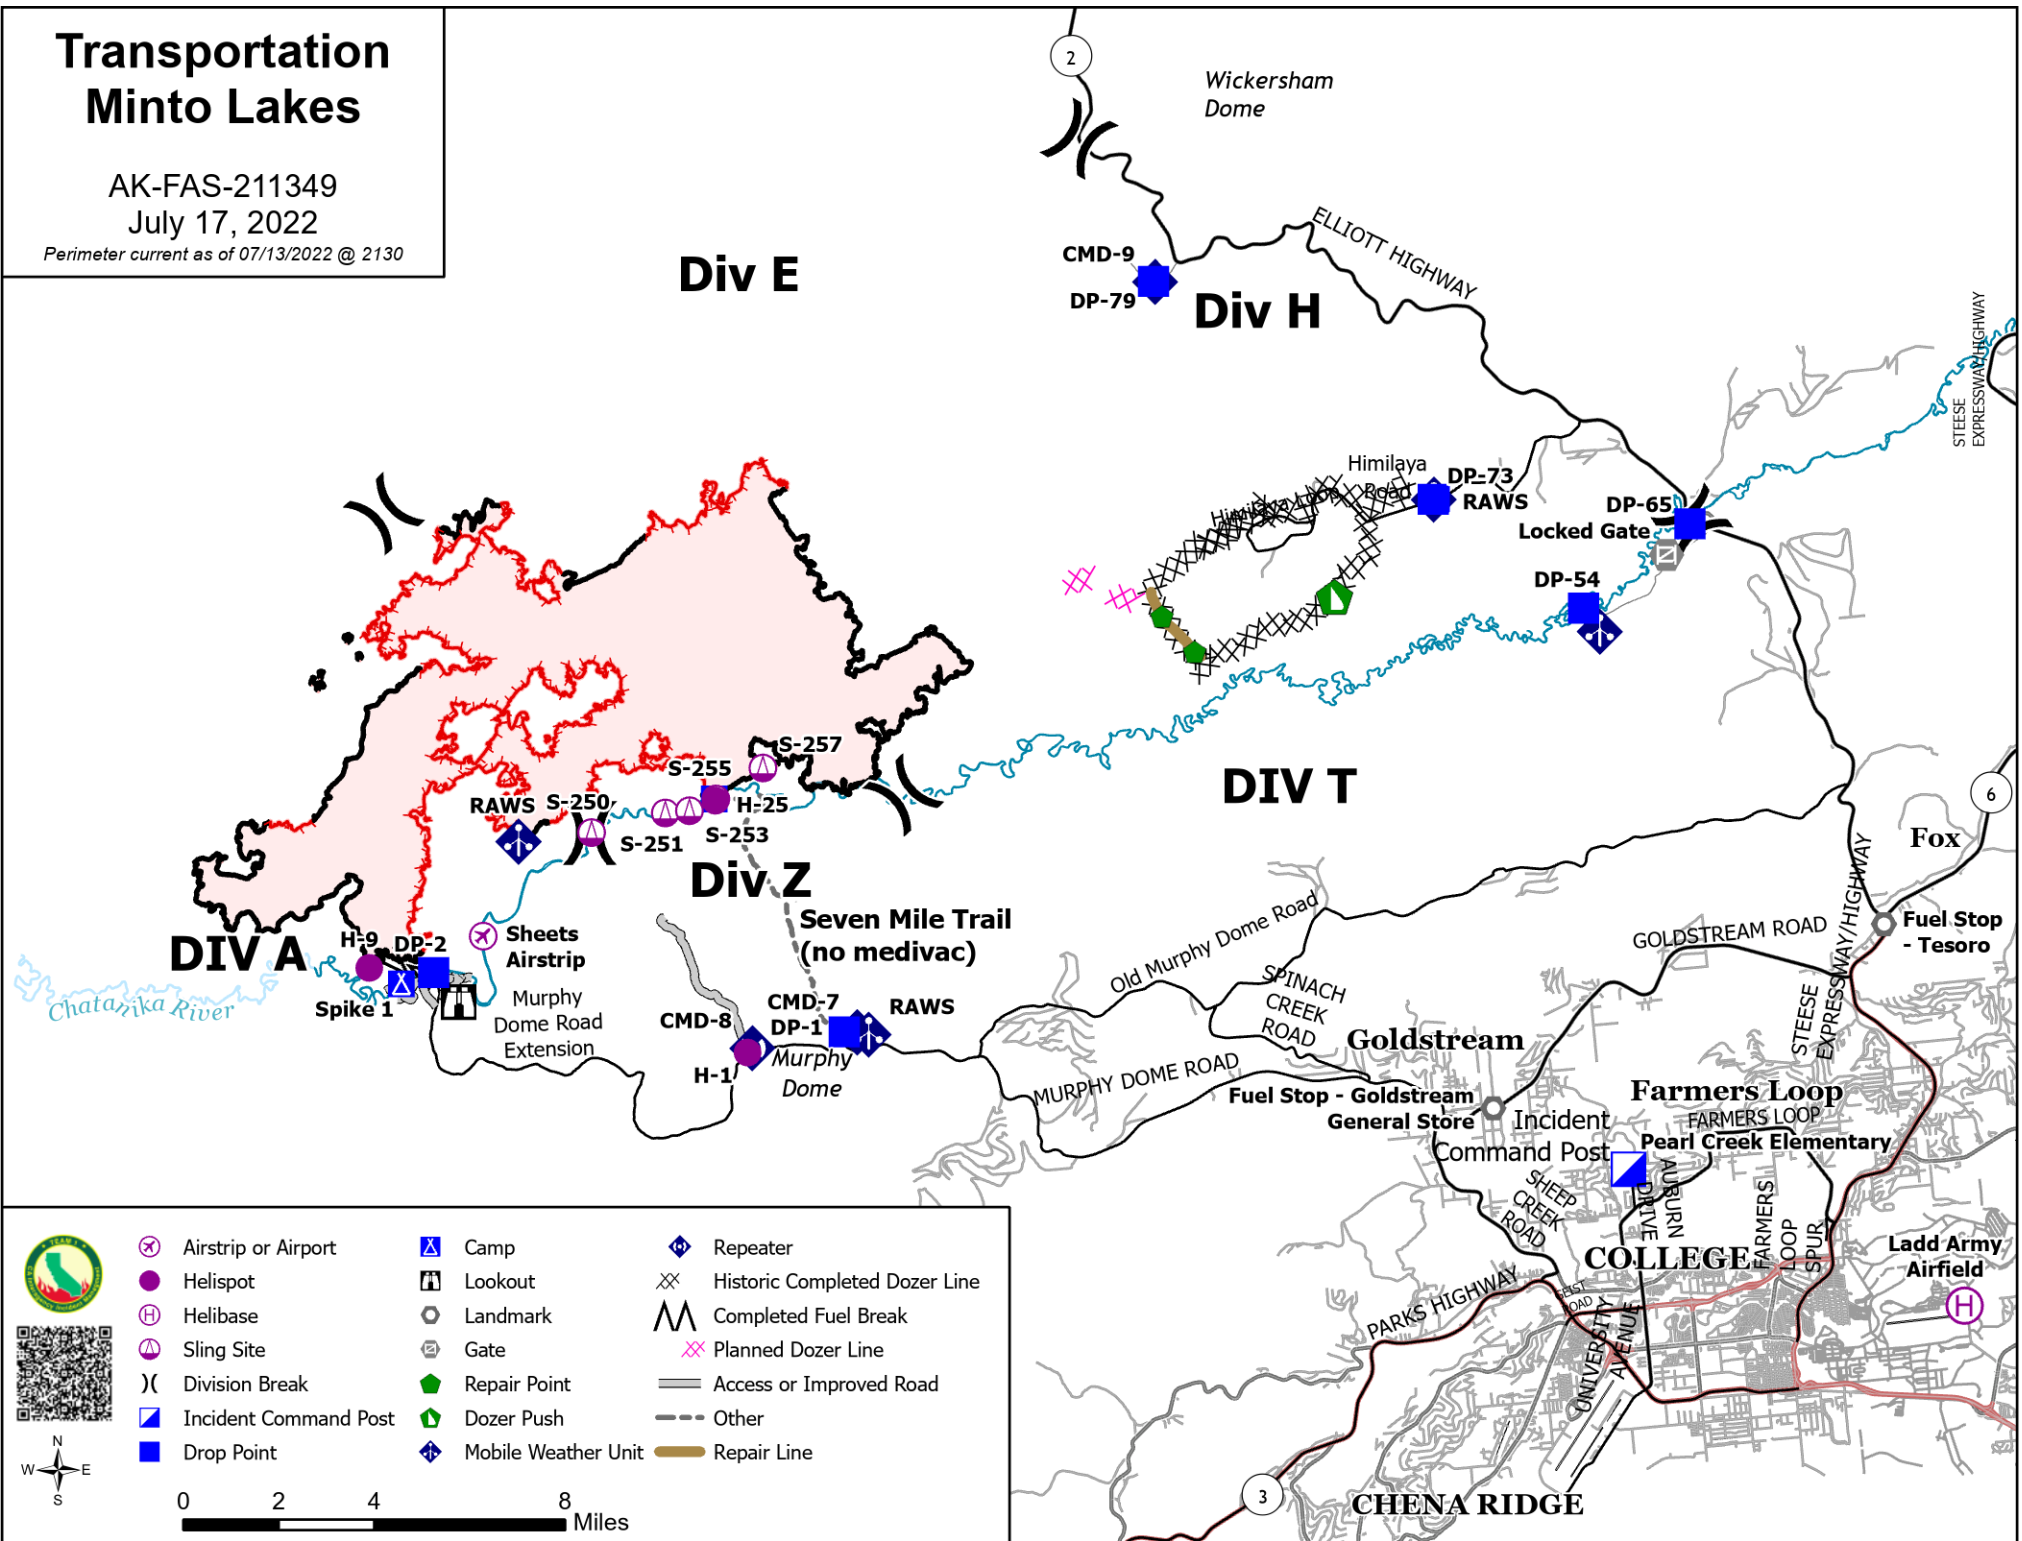 Transportation
Minto Lakes
AK-FAS-211349
July 17, 2022
Perimeter current as of 07/13/2022 @ 2130
2
Wickersham
Dome
ELLIOTT HIGHWAY
CMD-9
DP-79
Div E
Div H
STEESE
EXPRESSWAY/HIGHWAY
Himilaya
Road
Himilaya Loop
DP-73
RAWS
DP-65
Locked Gate
DP-54
S-257
S-255
RAWS
S-250
H-25
S-251
S-253
DIV T
Div Z
6
Fox
Seven Mile Trail
(no medivac)
Old Murphy Dome Road
GOLDSTREAM ROAD
STEESE
EXPRESSWAY/HIGHWAY
Fuel Stop
- Tesoro
DIV A
H-9
DP-2
Sheets
Airstrip
Spike 1
Chatanika River
Murphy
Dome Road
Extension
CMD-7
DP-1
RAWS
CMD-8
H-1
Murphy
Dome
SPINACH
CREEK
ROAD
Goldstream
MURPHY DOME ROAD
Fuel Stop - Goldstream
General Store
Incident
Command Post
Farmers Loop
FARMERS LOOP
Pearl Creek Elementary
SHEEP
CREEK
ROAD
AUBURN
DRIVE
FARMERS
LOOP
SPUR
COLLEGE
Ladd Army
Airfield
H
PARKS HIGHWAY
GEIST
ROAD
UNIVERSITY
AVENUE
3
CHENA RIDGE
TEAM 1
Airstrip or Airport
Helispot
Helibase
Sling Site
Division Break
Incident Command Post
Drop Point
Camp
Lookout
Landmark
Gate
Repair Point
Dozer Push
Mobile Weather Unit
Repeater
Historic Completed Dozer Line
Completed Fuel Break
Planned Dozer Line
Access or Improved Road
Other
Repair Line
N
W E
S
0 2 4 8
Miles